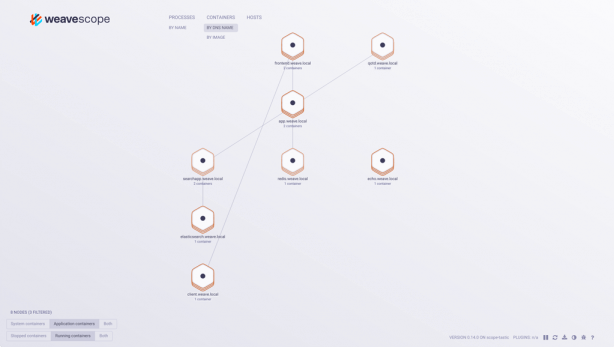 weavescope
PROCESSES CONTAINERS HOSTS
BY NAME BY DNS NAME
BY IMAGE
frontend.weave.local
2 containers
qotd.weave.local
1 container
app.weave.local
2 containers
searchapp.weave.local
2 containers
redis.weave.local
1 container
echo.weave.local
1 container
elasticsearch.weave.local
1 container
client.weave.local
1 container
8 NODES (3 FILTERED)
System containers Application containers Both
Stopped containers Running containers Both
PLUGINS: n/a